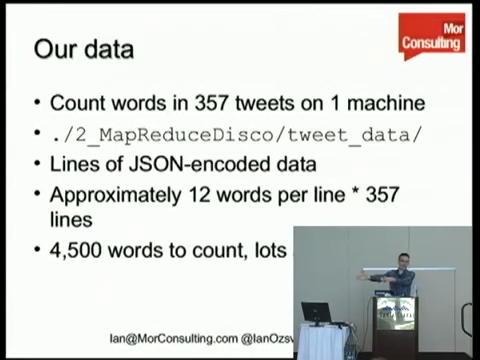 Mor
Consulting
Our data
• Count words in 357 tweets on 1 machine
• ./2_MapReduceDisco/tweet_data/
• Lines of JSON-encoded data
• Approximately 12 words per line * 357
lines
• 4,500 words to count, lots
Ian@MorConsulting.com @IanOzsv